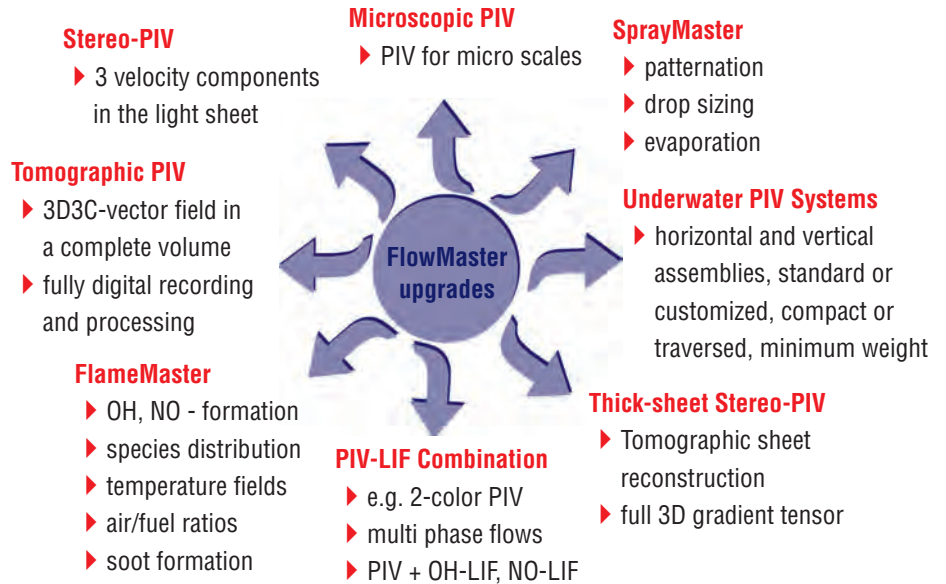 Microscopic PIV
PIV for micro scales
Stereo-PIV
3 velocity components
in the light sheet
SprayMaster
patternation
drop sizing
evaporation
Tomographic PIV
3D3C-vector field in
a complete volume
fully digital recording
and processing
FlowMaster
upgrades
Underwater PIV Systems
horizontal and vertical
assemblies, standard or
customized, compact or
traversed, minimum weight
FlameMaster
OH, NO - formation
species distribution
temperature fields
air/fuel ratios
soot formation
PIV-LIF Combination
e.g. 2-color PIV
multi phase flows
PIV + OH-LIF, NO-LIF
Thick-sheet Stereo-PIV
Tomographic sheet
reconstruction
full 3D gradient tensor